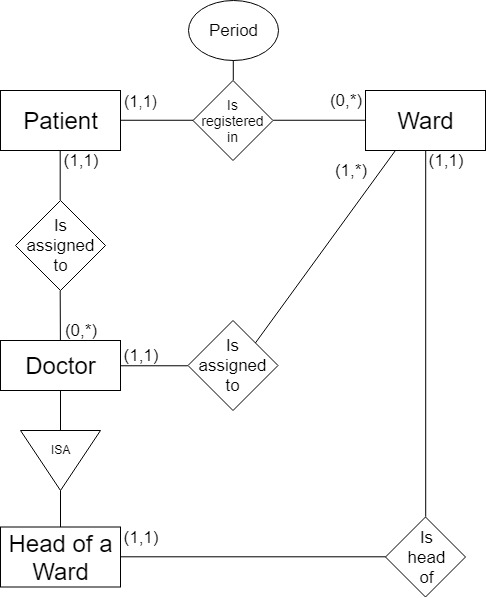 Period
(1,1)
Is
registered
in
(0,*)
Patient
Ward
(1,1)
(1,*)
(1,1)
Is
assigned
to
(0,*)
Doctor
(1,1)
Is
assigned
to
ISA
Head of a
Ward
(1,1)
Is
head
of